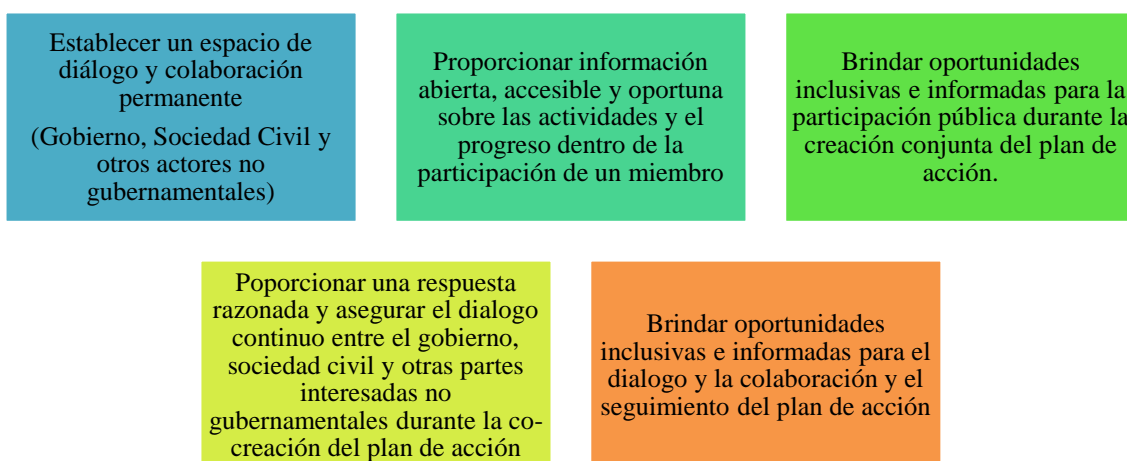 Establecer un espacio de
diálogo y colaboración
permanente
(Gobierno, Sociedad Civil y
otros actores no
gubernamentales)
Proporcionar información
abierta, accesible y oportuna
sobre las actividades y el
progreso dentro de la
participación de un miembro
Brindar oportunidades
inclusivas e informadas para la
participación pública durante la
creación conjunta del plan de
acción.
Poporcionar una respuesta
razonada y asegurar el dialogo
continuo entre el gobierno,
sociedad civil y otras partes
interesadas no
gubernamentales durante la co-
creación del plan de acción
Brindar oportunidades
inclusivas e informadas para el
dialogo y la colaboración y el
seguimiento del plan de acción